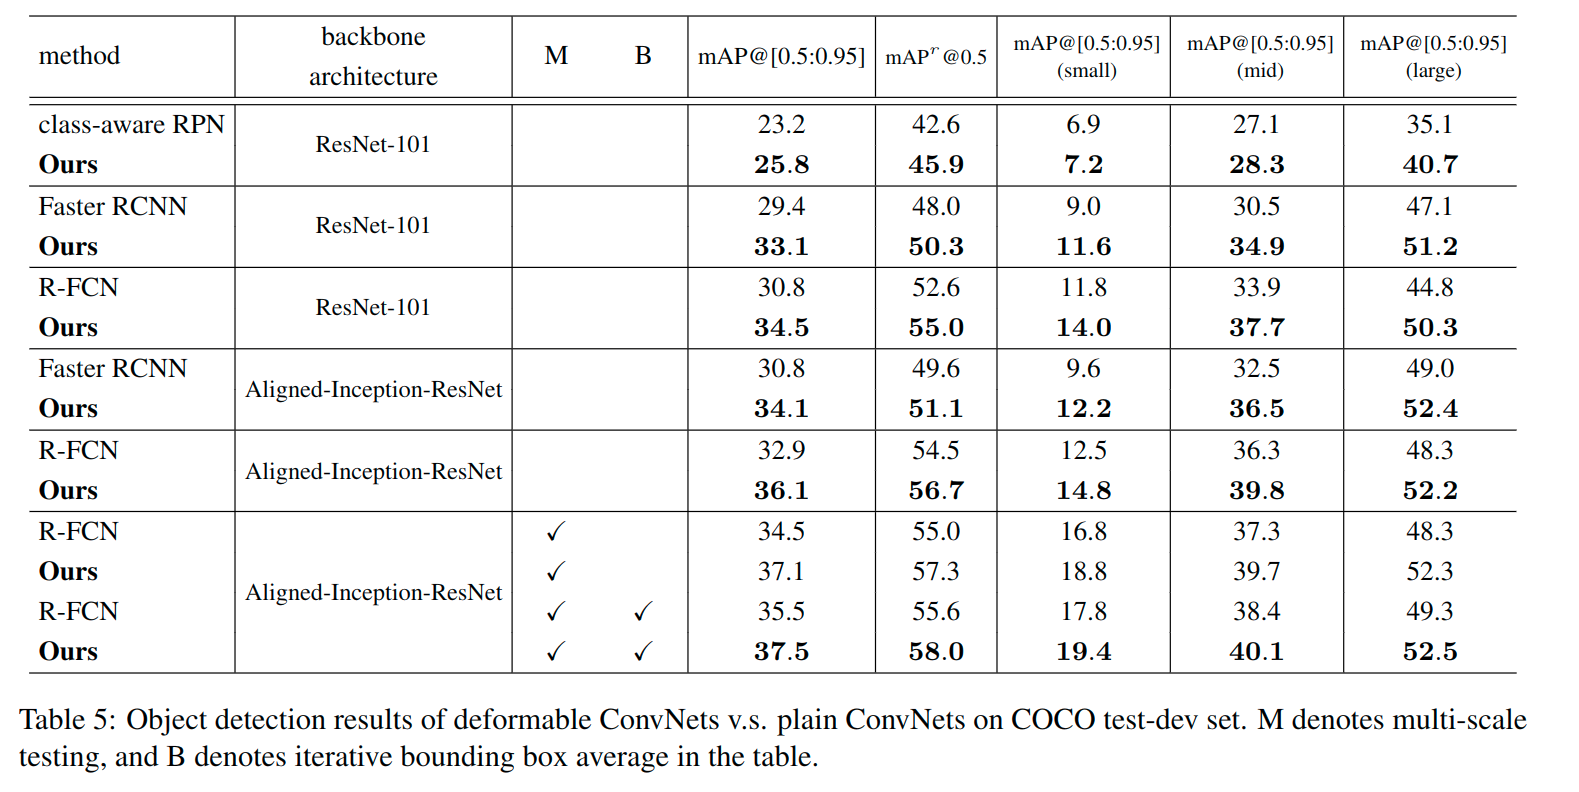 method backbone architecture M B mAP@[0.5:0.95] mAPʳ@0.5 mAP@[0.5:0.95] (small) mAP@[0.5:0.95] (mid) mAP@[0.5:0.95] (large)
class-aware RPN ResNet-101 23.2 42.6 6.9 27.1 35.1
Ours 25.8 45.9 7.2 28.3 40.7
Faster RCNN ResNet-101 29.4 48.0 9.0 30.5 47.1
Ours 33.1 50.3 11.6 34.9 51.2
R-FCN ResNet-101 30.8 52.6 11.8 33.9 44.8
Ours 34.5 55.0 14.0 37.7 50.3
Faster RCNN Aligned-Inception-ResNet 30.8 49.6 9.6 32.5 49.0
Ours 34.1 51.1 12.2 36.5 52.4
R-FCN Aligned-Inception-ResNet 32.9 54.5 12.5 36.3 48.3
Ours 36.1 56.7 14.8 39.8 52.2
R-FCN Aligned-Inception-ResNet ✓ 34.5 55.0 16.8 37.3 48.3
Ours ✓ 37.1 57.3 18.8 39.7 52.3
R-FCN ✓ ✓ 35.5 55.6 17.8 38.4 49.3
Ours ✓ ✓ 37.5 58.0 19.4 40.1 52.5
Table 5: Object detection results of deformable ConvNets v.s. plain ConvNets on COCO test-dev set. M denotes multi-scale
testing, and B denotes iterative bounding box average in the table.